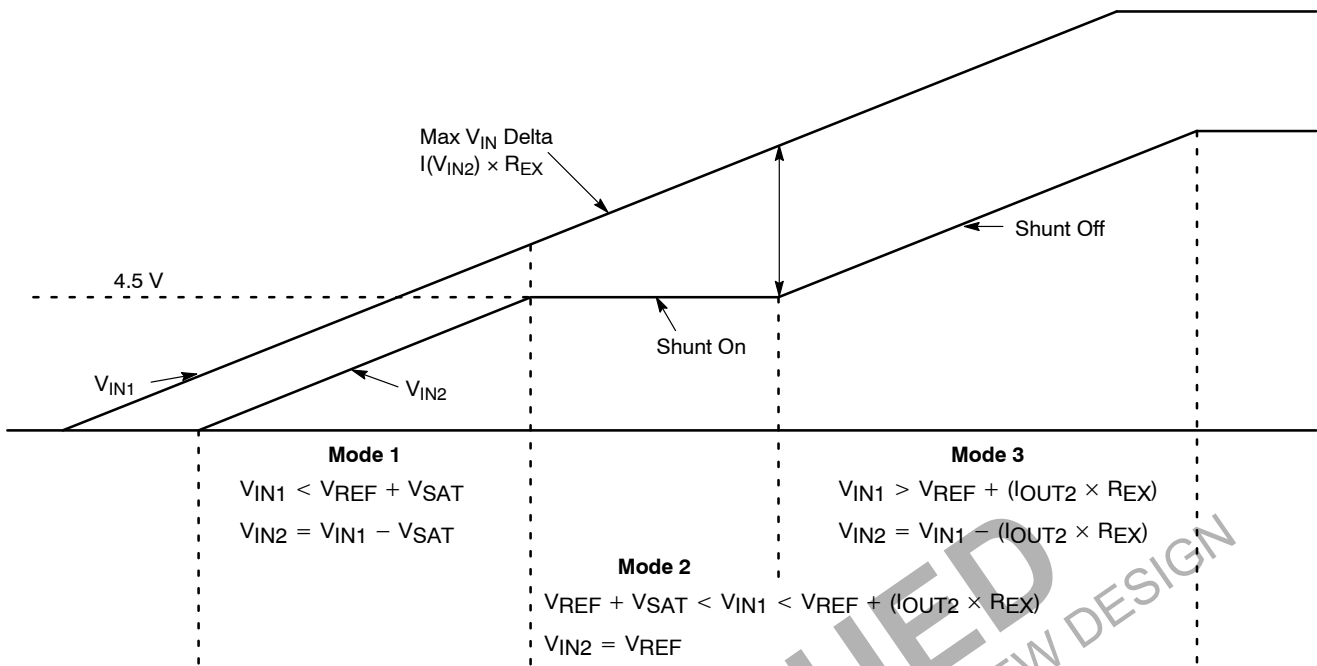 Max VIN Delta
I(VIN2) × REX
Shunt Off
4.5 V
Shunt On
VIN1
VIN2
Mode 1
VIN1 < VREF + VSAT
VIN2 = VIN1 − VSAT
Mode 3
VIN1 > VREF + (IOUT2 × REX)
VIN2 = VIN1 − (IOUT2 × REX)
Mode 2
VREF + VSAT < VIN1 < VREF + (IOUT2 × REX)
VIN2 = VREF
DESIGN